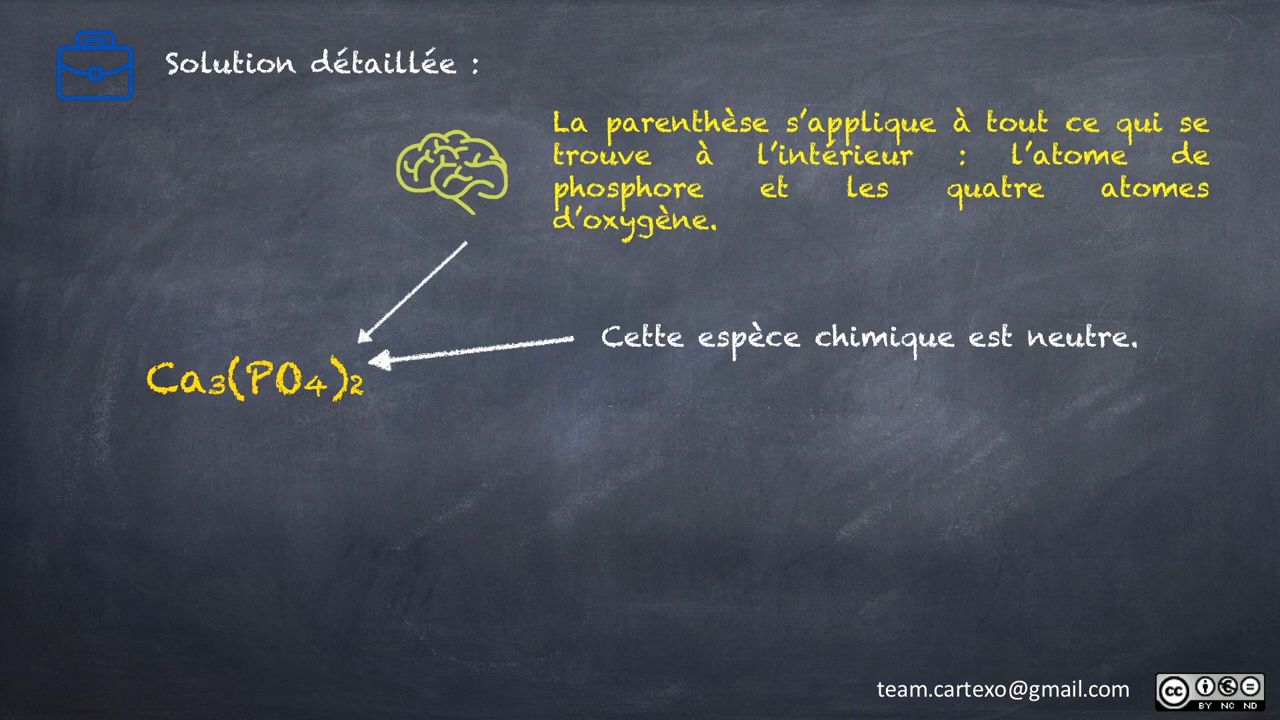 Solution détaillée :
La parenthèse s’applique à tout ce qui se
trouve à l’intérieur : l’atome de
phosphore et les quatre atomes
d’oxygène.
Cette espèce chimique est neutre.
Ca₃(PO₄)₂
team.cartexo@gmail.com
cc
BY NC ND